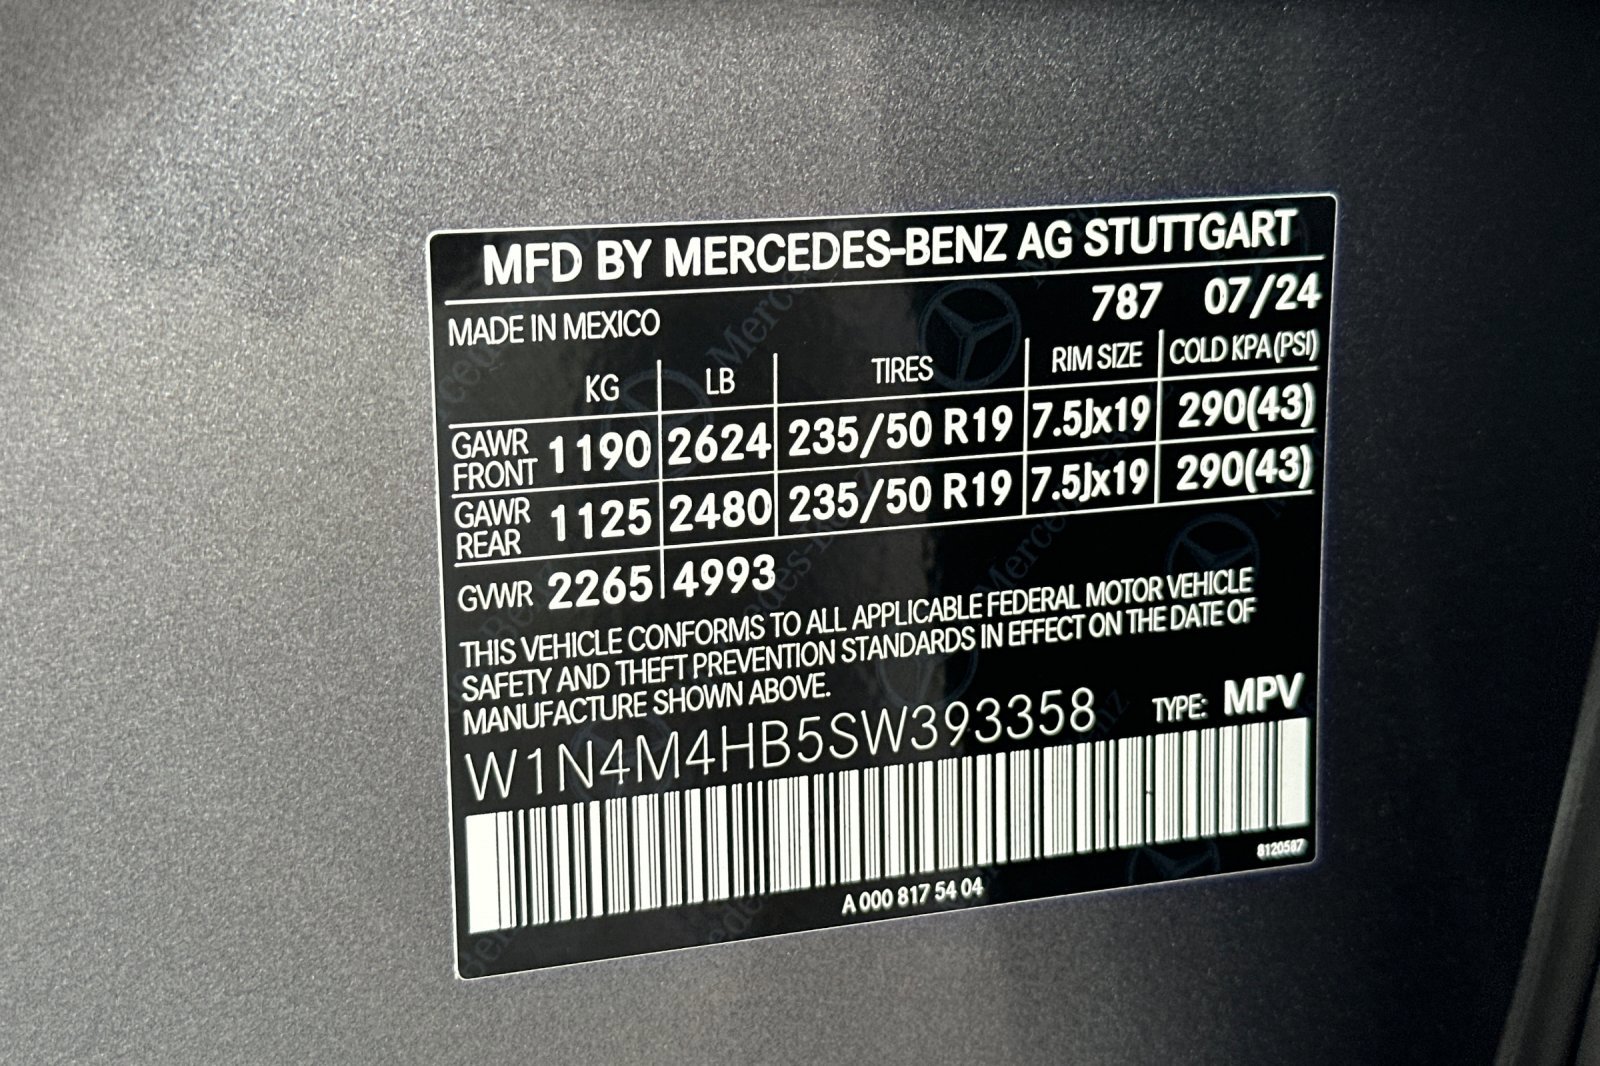 MFD BY MERCEDES-BENZ AG STUTTGART
MADE IN MEXICO 787 07/24
KG LB TIRES RIM SIZE COLD KPA (PSI)
GAWR FRONT 1190 2624 235/50 R19 7.5Jx19 290(43)
GAWR REAR 1125 2480 235/50 R19 7.5Jx19 290(43)
GVWR 2265 4993
THIS VEHICLE CONFORMS TO ALL APPLICABLE FEDERAL MOTOR VEHICLE
SAFETY AND THEFT PREVENTION STANDARDS IN EFFECT ON THE DATE OF
MANUFACTURE SHOWN ABOVE.
W1N4M4HB5SW393358 TYPE: MPV
8120587
A 000 817 54 04